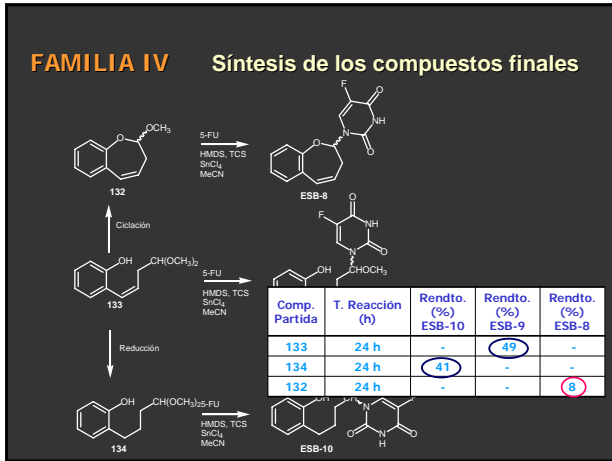 FAMILIA IV Síntesis de los compuestos finales
O OCH3
132
5-FU
HMDS, TCS
SnCl4
MeCN
F O N NH O
O
ESB-8
Ciclación
OH CH(OCH3)2
133
5-FU
HMDS, TCS
SnCl4
MeCN
F O NH
N O
OH OCH3
Comp. Partida T. Reacción (h) Rendto. (%) ESB-10 Rendto. (%) ESB-9 Rendto. (%) ESB-8
133 24 h - 49 -
134 24 h 41 - -
132 24 h - - 8
Reducción
OH CH(OCH3)2
134
5-FU
HMDS, TCS
SnCl4
MeCN
N
O N O
H
ESB-10